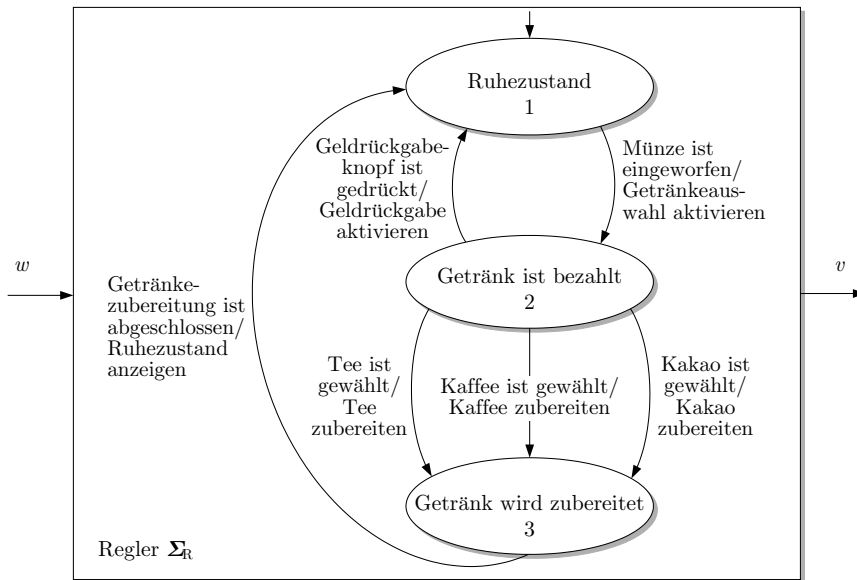 Ruhezustand
1
Geldrückgabe-
knopf ist
gedrückt/
Geldrückgabe
aktivieren
Münze ist
eingeworfen/
Getränkeaus-
wahl aktivieren
w
Getränke-
zubereitung ist
abgeschlossen/
Ruhezustand
anzeigen
Getränk ist bezahlt
2
v
Tee ist
gewählt/
Tee
zubereiten
Kaffee ist gewählt/
Kaffee zubereiten
Kakao ist
gewählt/
Kakao
zubereiten
Getränk wird zubereitet
3
Regler Σ_R